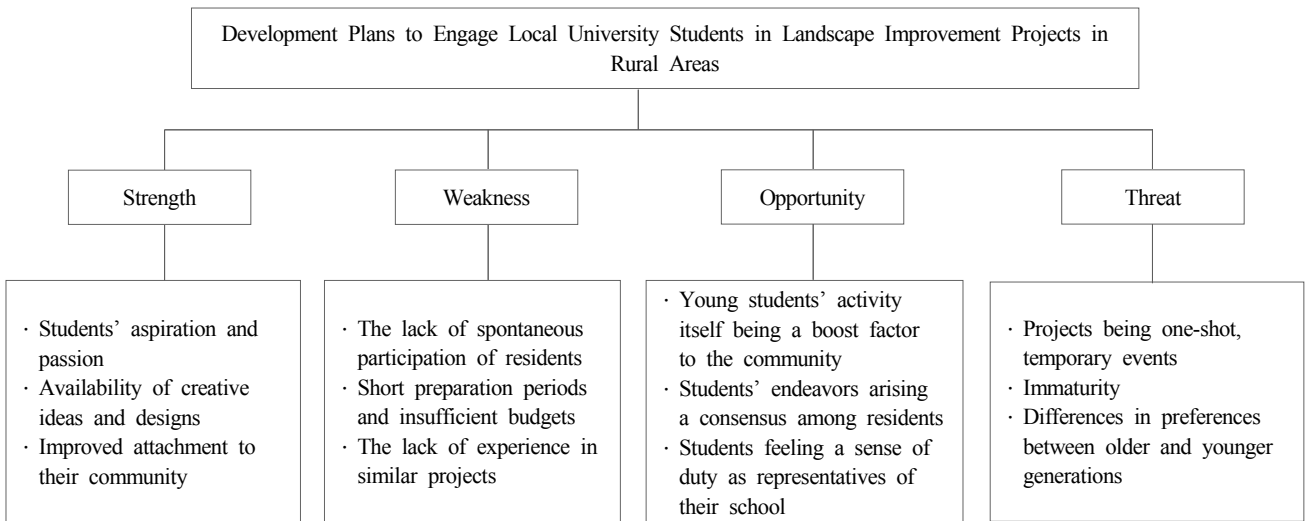 Development Plans to Engage Local University Students in Landscape Improvement Projects in
Rural Areas
Strength
Weakness
Opportunity
Threat
· Students’ aspiration and
passion
· Availability of creative
ideas and designs
· Improved attachment to
their community
· The lack of spontaneous
participation of residents
· Short preparation periods
and insufficient budgets
· The lack of experience in
similar projects
· Young students’ activity
itself being a boost factor
to the community
· Students’ endeavors arising
a consensus among residents
· Students feeling a sense of
duty as representatives of
their school
· Projects being one-shot,
temporary events
· Immaturity
· Differences in preferences
between older and younger
generations